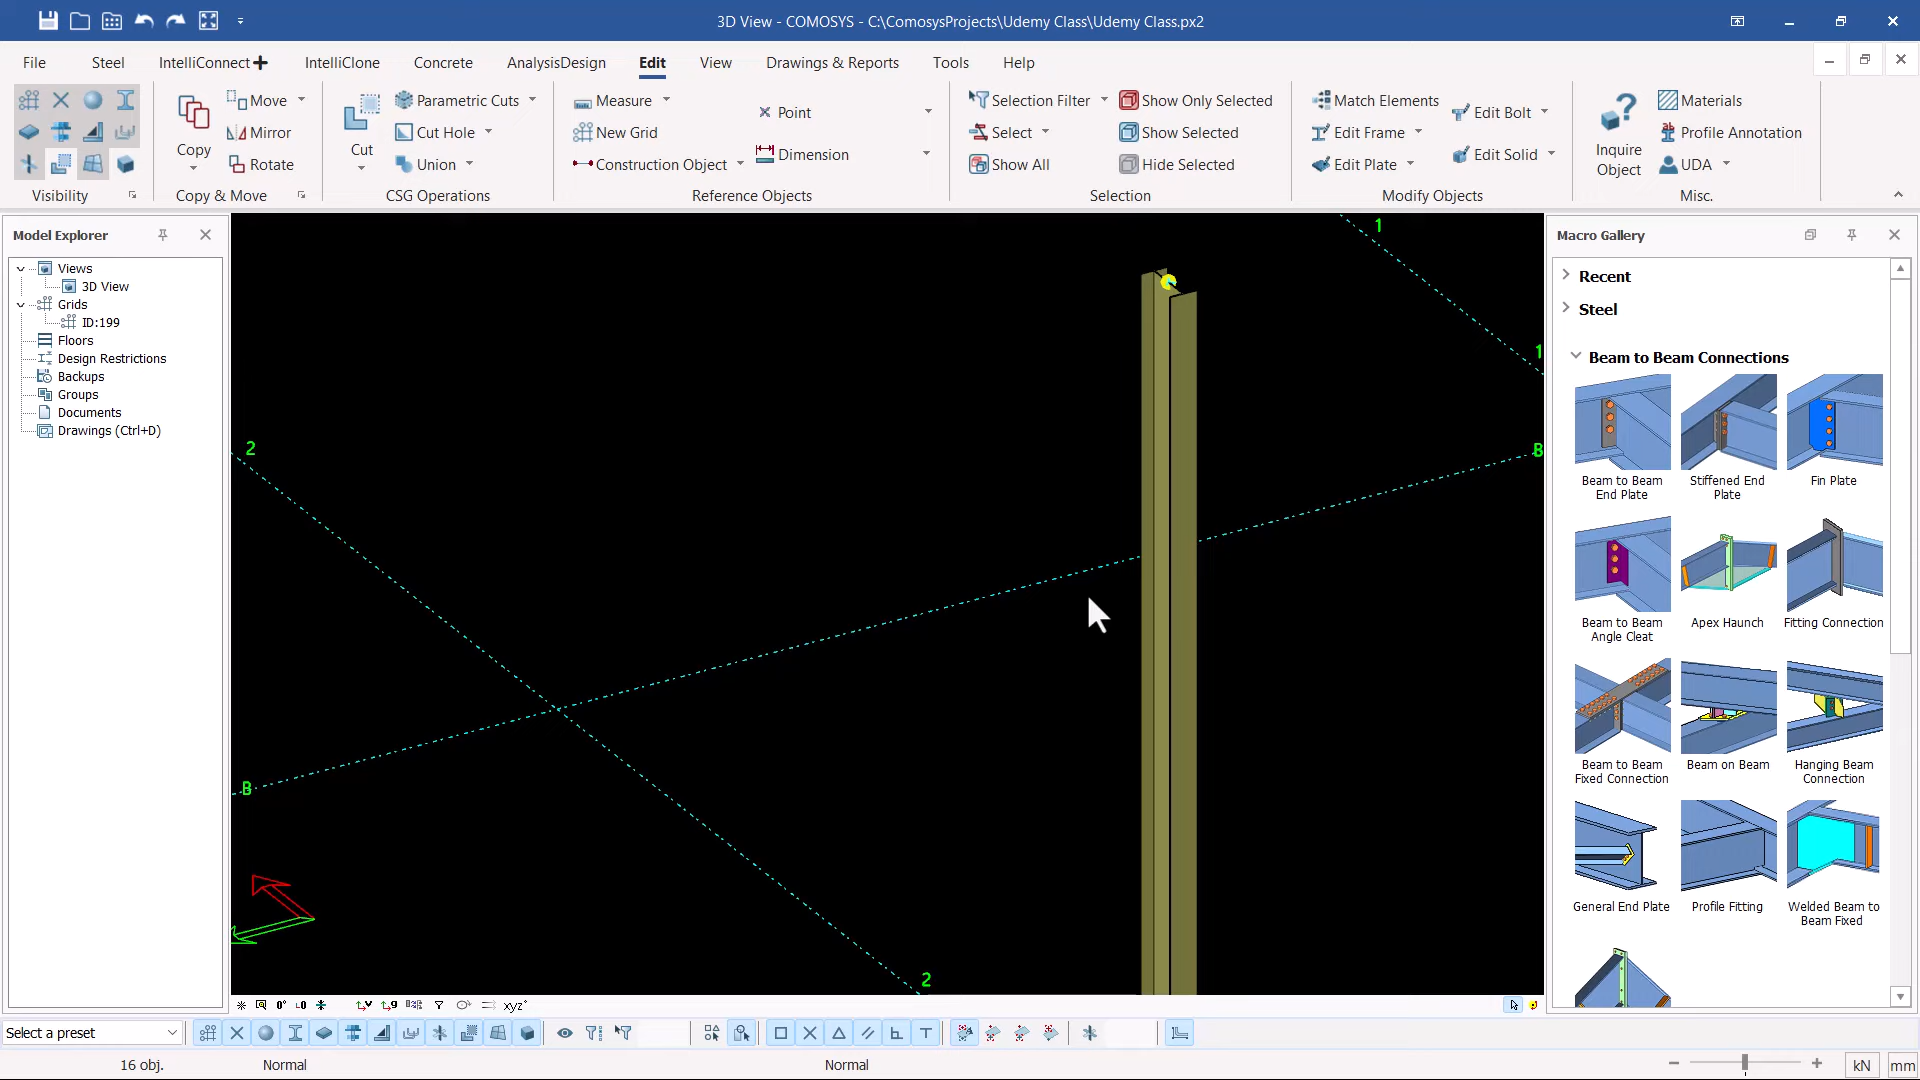 3D View - COMOSYS - C:\ComosysProjects\Udemy Class\Udemy Class.px2
File
Steel
IntelliConnect+
IntelliClone
Concrete
AnalysisDesign
Edit
View
Drawings & Reports
Tools
Help
Visibility
Copy
Move
Mirror
Rotate
Copy & Move
Cut
Parametric Cuts
Cut Hole
Union
CSG Operations
Measure
New Grid
Construction Object
Point
Dimension
Reference Objects
Selection Filter
Select
Show All
Show Only Selected
Show Selected
Hide Selected
Selection
Match Elements
Edit Frame
Edit Plate
Edit Bolt
Edit Solid
Modify Objects
Inquire
Object
Materials
Profile Annotation
UDA
Misc.
Model Explorer
Views
3D View
Grids
ID:199
Floors
Design Restrictions
Backups
Groups
Documents
Drawings (Ctrl+D)
1
1
2
B
B
2
Macro Gallery
Recent
Steel
Beam to Beam Connections
Beam to Beam
End Plate
Stiffened End
Plate
Fin Plate
Beam to Beam
Angle Cleat
Apex Haunch
Fitting Connection
Beam to Beam
Fixed Connection
Beam on Beam
Hanging Beam
Connection
General End Plate
Profile Fitting
Welded Beam to
Beam Fixed
xyz
Select a preset
16 obj.
Normal
Normal
kN
mm